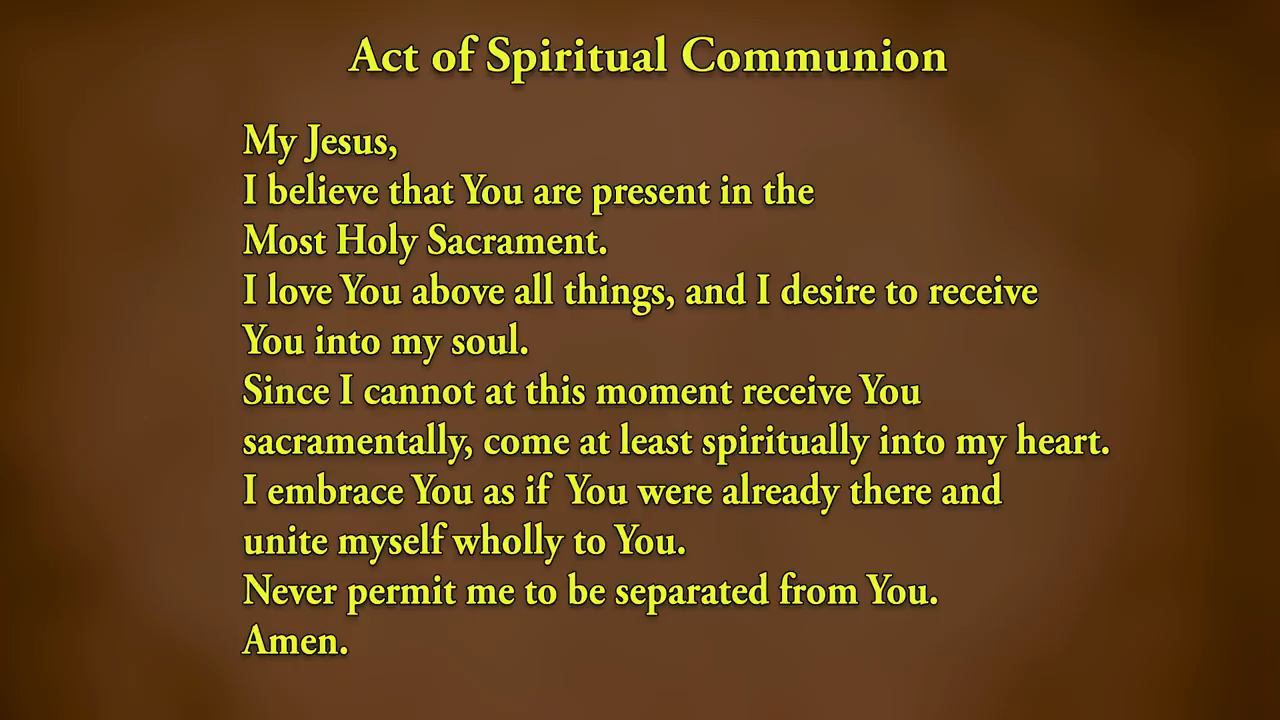 Act of Spiritual Communion
My Jesus,
I believe that You are present in the
Most Holy Sacrament.
I love You above all things, and I desire to receive
You into my soul.
Since I cannot at this moment receive You
sacramentally, come at least spiritually into my heart.
I embrace You as if You were already there and
unite myself wholly to You.
Never permit me to be separated from You.
Amen.